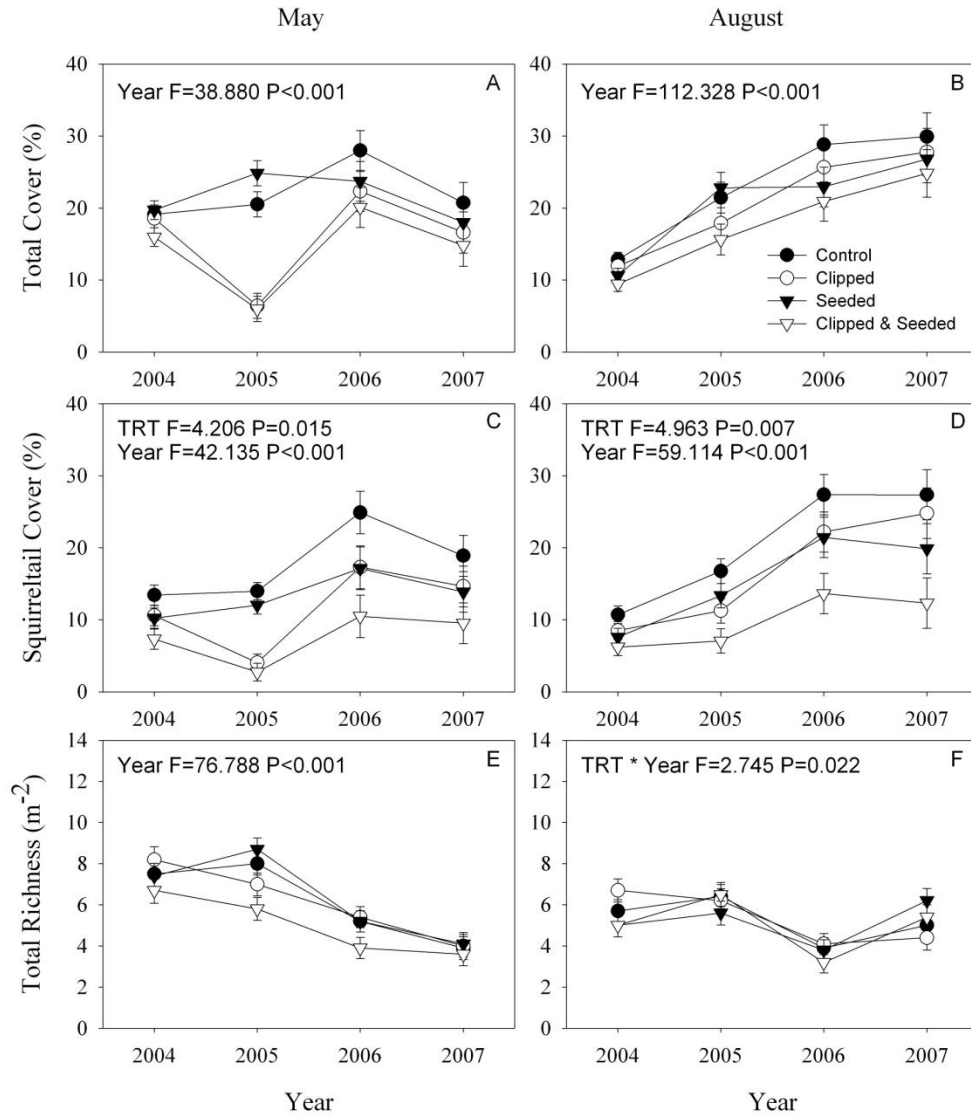 May
August
Total Cover (%)
40
30
20
10
0
Year F=38.880 P<0.001
A
2004
2005
2006
2007
40
30
20
10
0
Year F=112.328 P<0.001
B
Control
Clipped
Seeded
Clipped & Seeded
2004
2005
2006
2007
Squirreltail Cover (%)
40
30
20
10
0
TRT F=4.206 P=0.015
Year F=42.135 P<0.001
C
2004
2005
2006
2007
40
30
20
10
0
TRT F=4.963 P=0.007
Year F=59.114 P<0.001
D
2004
2005
2006
2007
Total Richness (m-2)
14
12
10
8
6
4
2
0
Year F=76.788 P<0.001
E
2004
2005
2006
2007
Year
14
12
10
8
6
4
2
0
TRT * Year F=2.745 P=0.022
F
2004
2005
2006
2007
Year